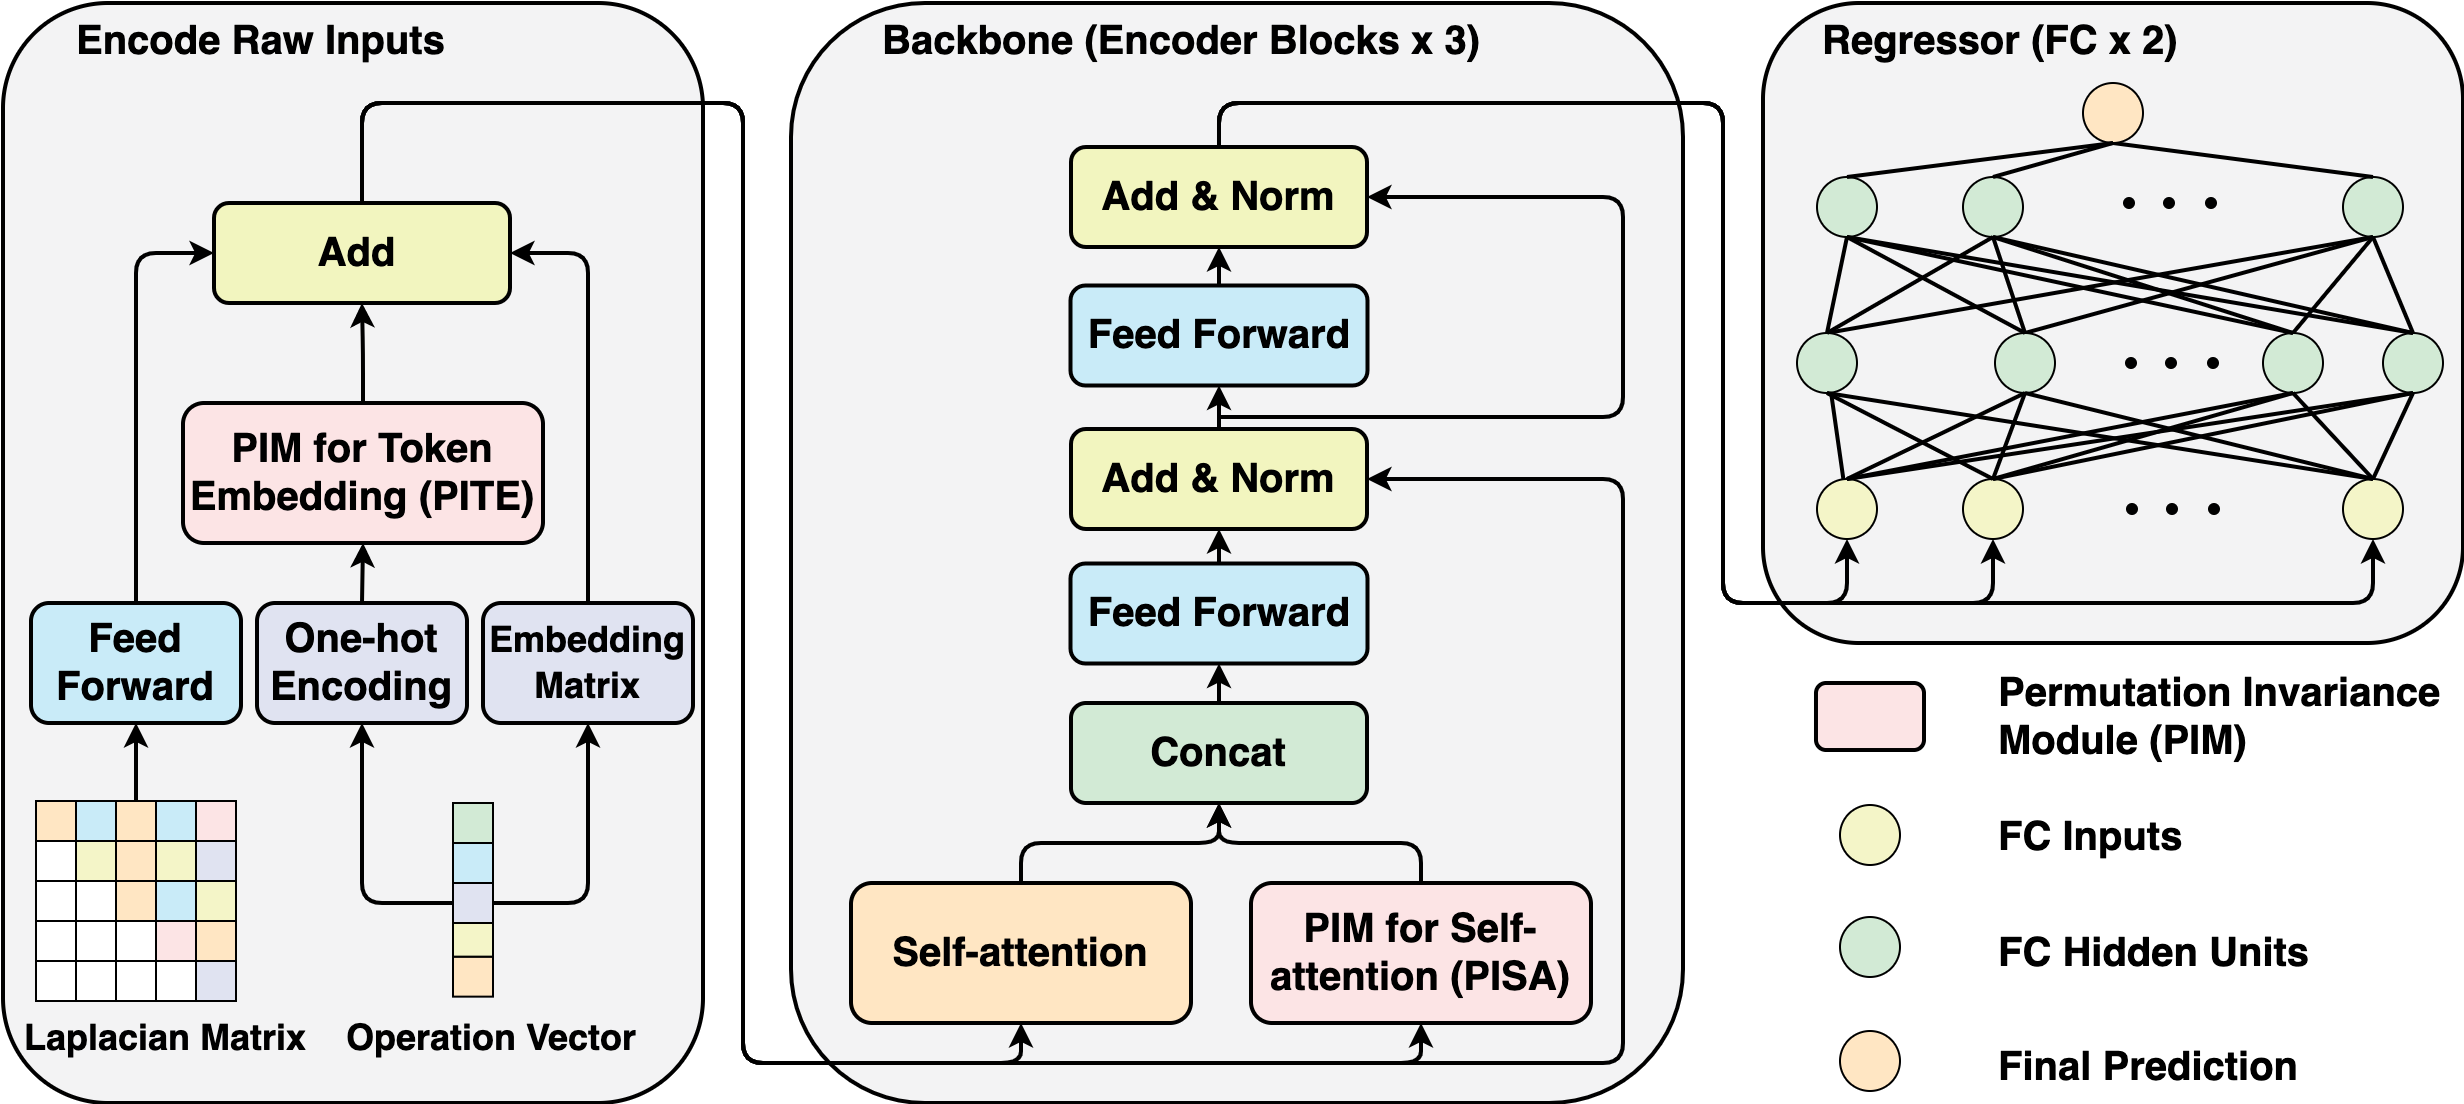 Encode Raw Inputs
Add
PIM for Token
Embedding (PITE)
Feed
Forward
One-hot
Encoding
Embedding
Matrix
Laplacian Matrix
Operation Vector
Backbone (Encoder Blocks x 3)
Add & Norm
Feed Forward
Add & Norm
Feed Forward
Concat
Self-attention
PIM for Self-
attention (PISA)
Regressor (FC x 2)
Permutation Invariance
Module (PIM)
FC Inputs
FC Hidden Units
Final Prediction